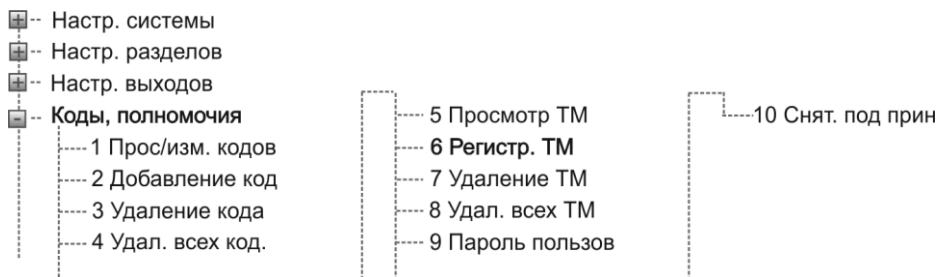 Настр. системы
Настр. разделов
Настр. выходов
Коды, полномочия
1 Прос/изм. кодов
2 Добавление код
3 Удаление кода
4 Удал. всех код.
5 Просмотр ТМ
6 Регистр. ТМ
7 Удаление ТМ
8 Удал. всех ТМ
9 Пароль пользов
10 Снят. под прин